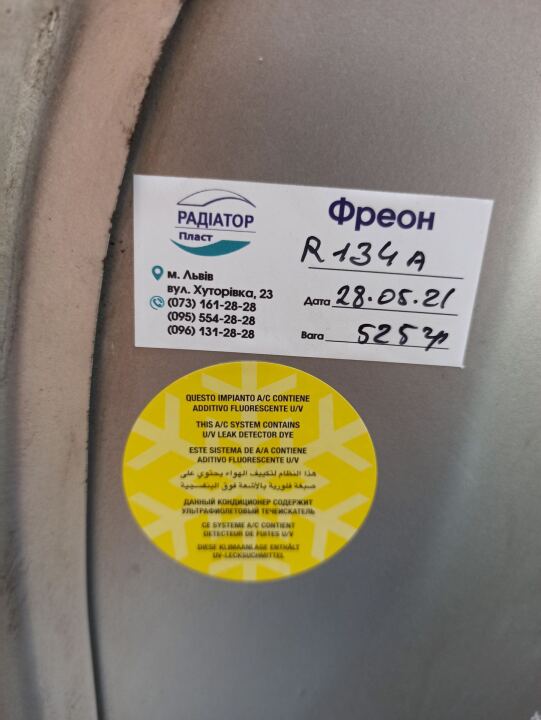 РАДІАТОР
Пласт
м. Львів
вул. Хуторівка, 23
(073) 161-28-28
(095) 554-28-28
(096) 131-28-28
Фреон
R 134 A
Дата 28.05.21
Вага 525 гр
QUESTO IMPIANTO A/C CONTIENE
ADDITIVO FLUORESCENTE U/V
THIS A/C SYSTEM CONTAINS
U/V LEAK DETECTOR DYE
ESTE SISTEMA DE A/A CONTIENE
ADITIVO FLUORESCENTE U/V
هذا النظام لتكييف الهواء يحتوي على
صبغة فلورية بالأشعة فوق البنفسجية
ДАННЫЙ КОНДИЦИОНЕР СОДЕРЖИТ
УЛЬТРАФИОЛЕТОВЫЙ ТЕЧЕИСКАТЕЛЬ
CE SYSTEME A/C CONTIENT
DETECTEUR DE FUITES U/V
DIESE KLIMAANLAGE ENTHÄLT
UV-LECKSUCHMITTEL